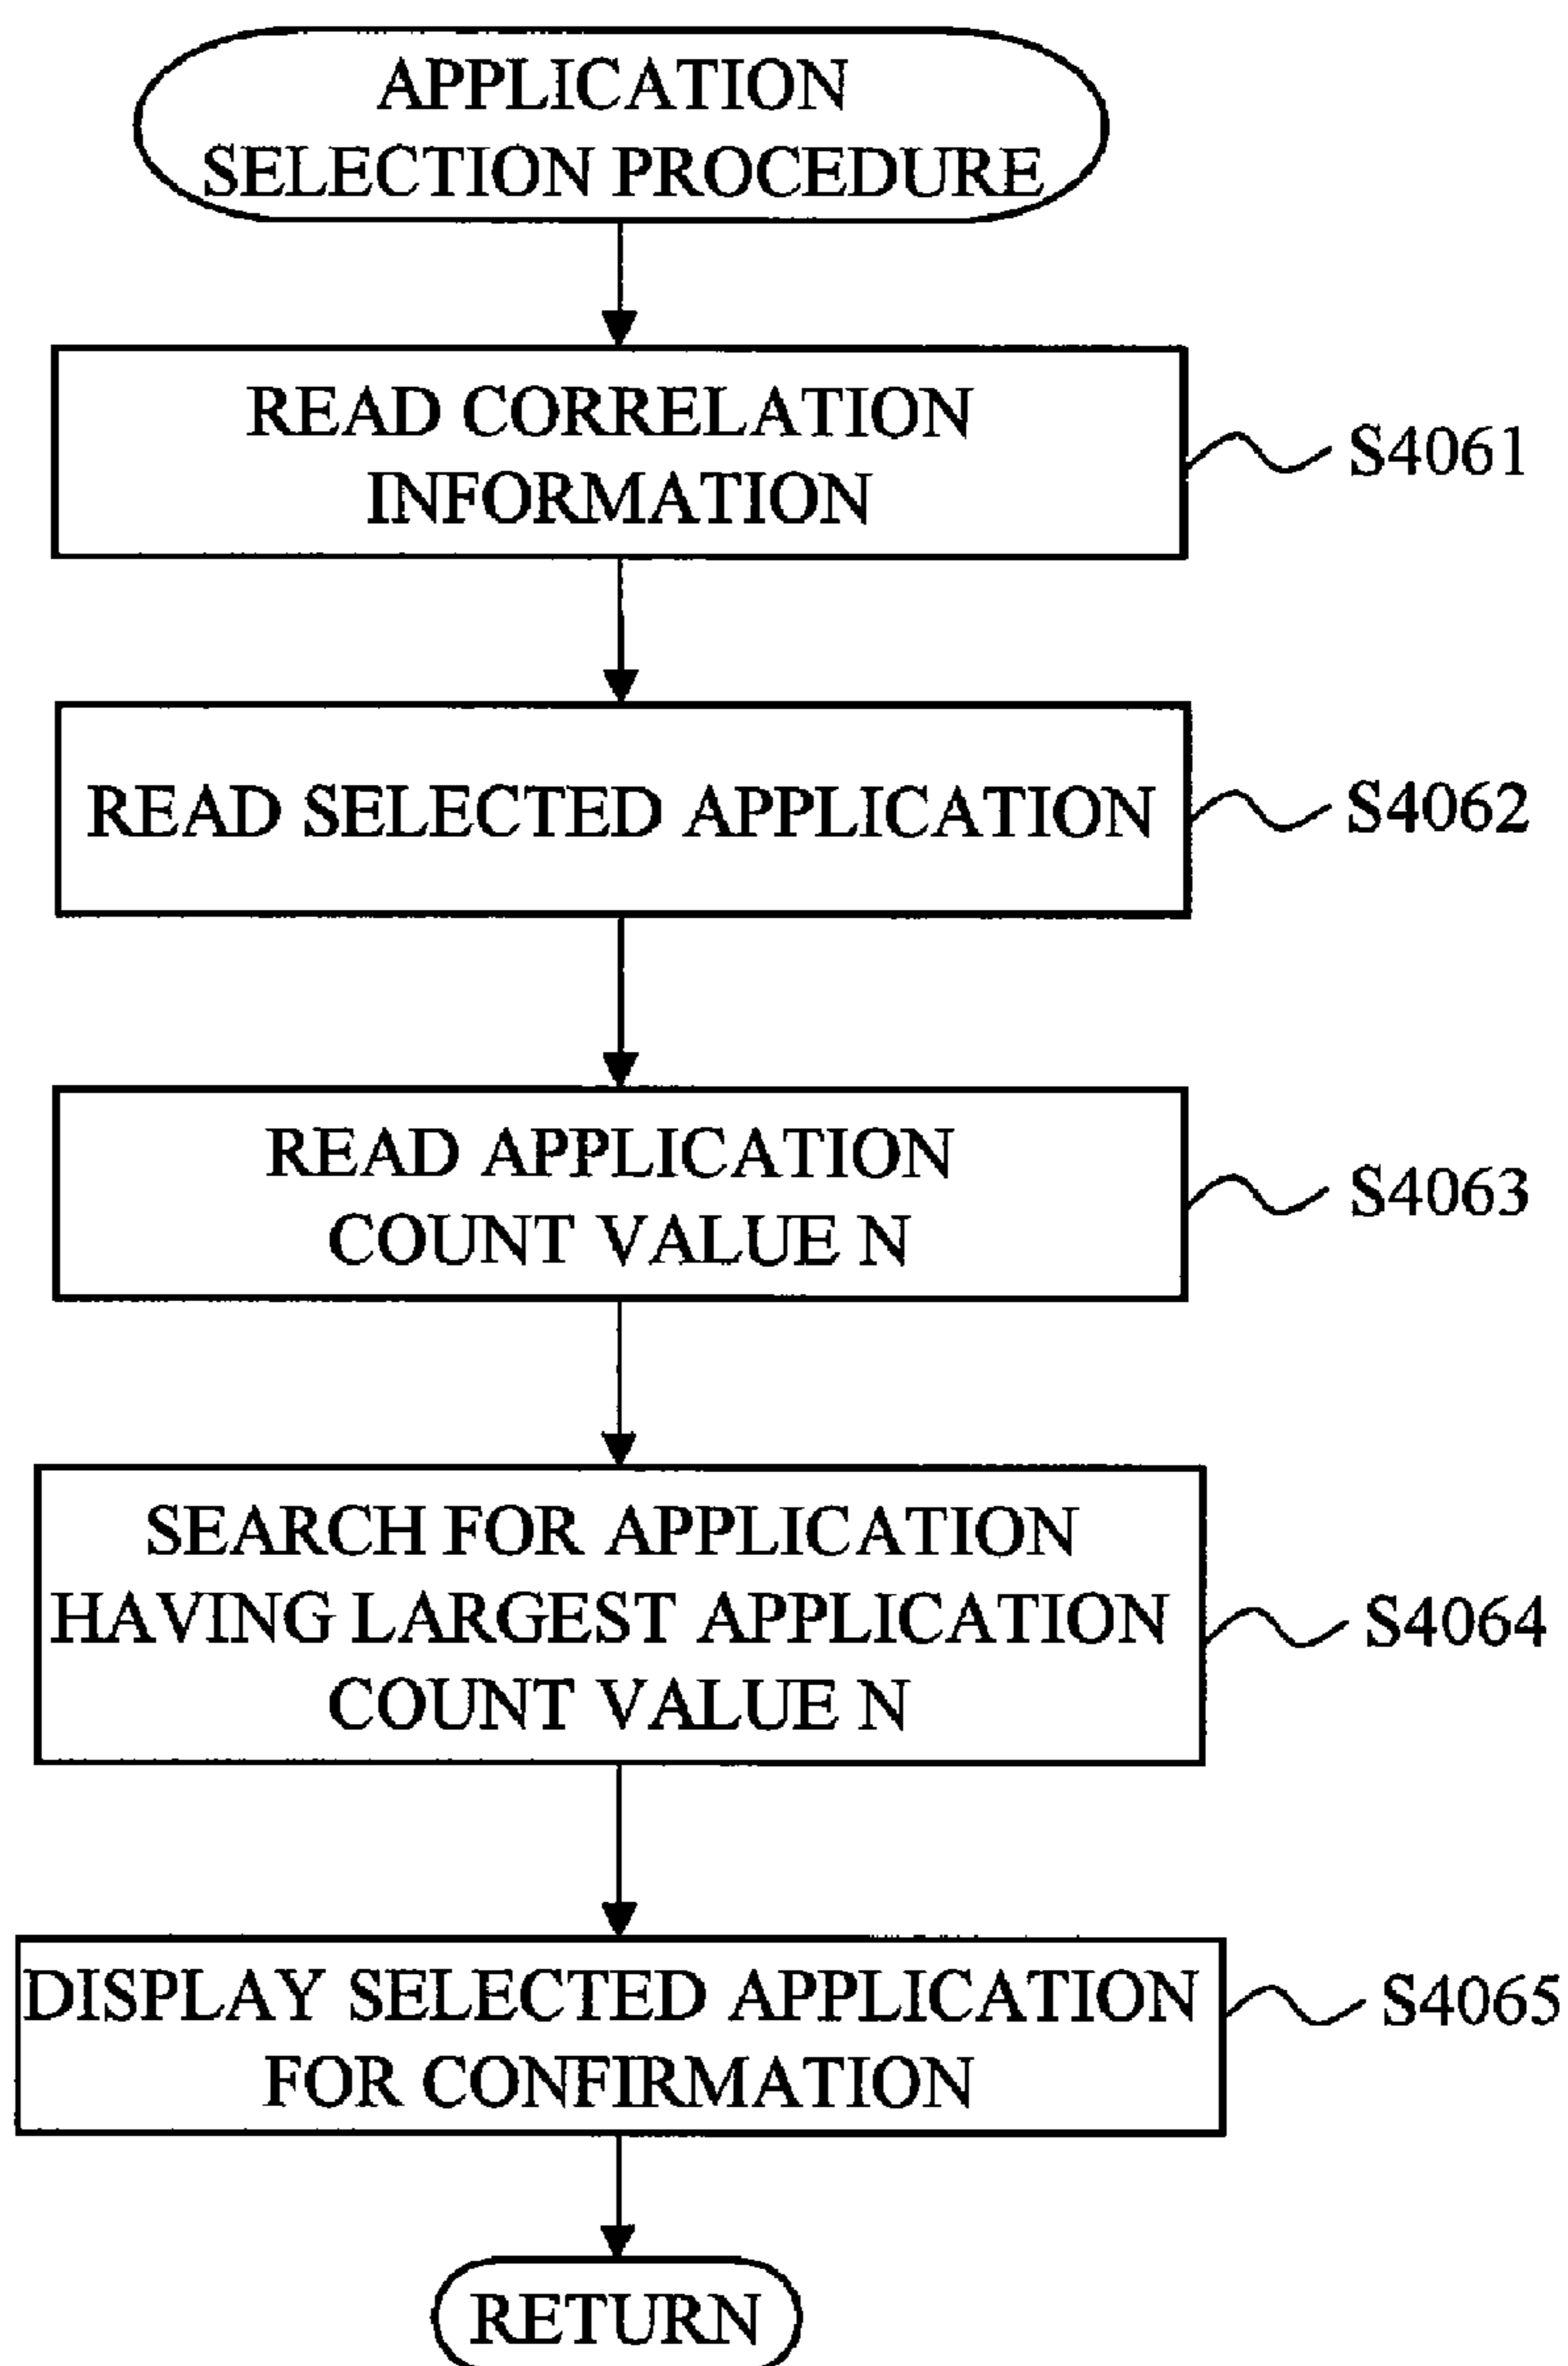 APPLICATION
SELECTION PROCEDURE
READ CORRELATION
INFORMATION
S4061
READ SELECTED APPLICATION
S4062
READ APPLICATION
COUNT VALUE N
S4063
SEARCH FOR APPLICATION
HAVING LARGEST APPLICATION
COUNT VALUE N
S4064
DISPLAY SELECTED APPLICATION
FOR CONFIRMATION
S4065
RETURN